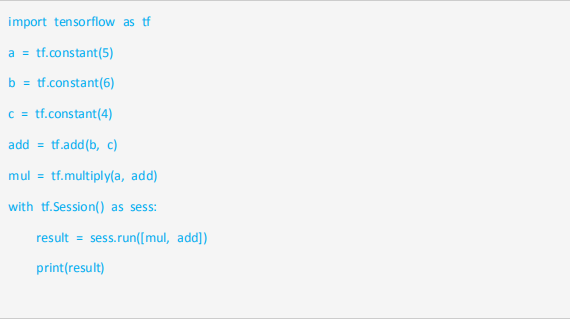 import tensorflow as tf
a = tf.constant(5)
b = tf.constant(6)
c = tf.constant(4)
add = tf.add(b, c)
mul = tf.multiply(a, add)
with tf.Session() as sess:
    result = sess.run([mul, add])
    print(result)